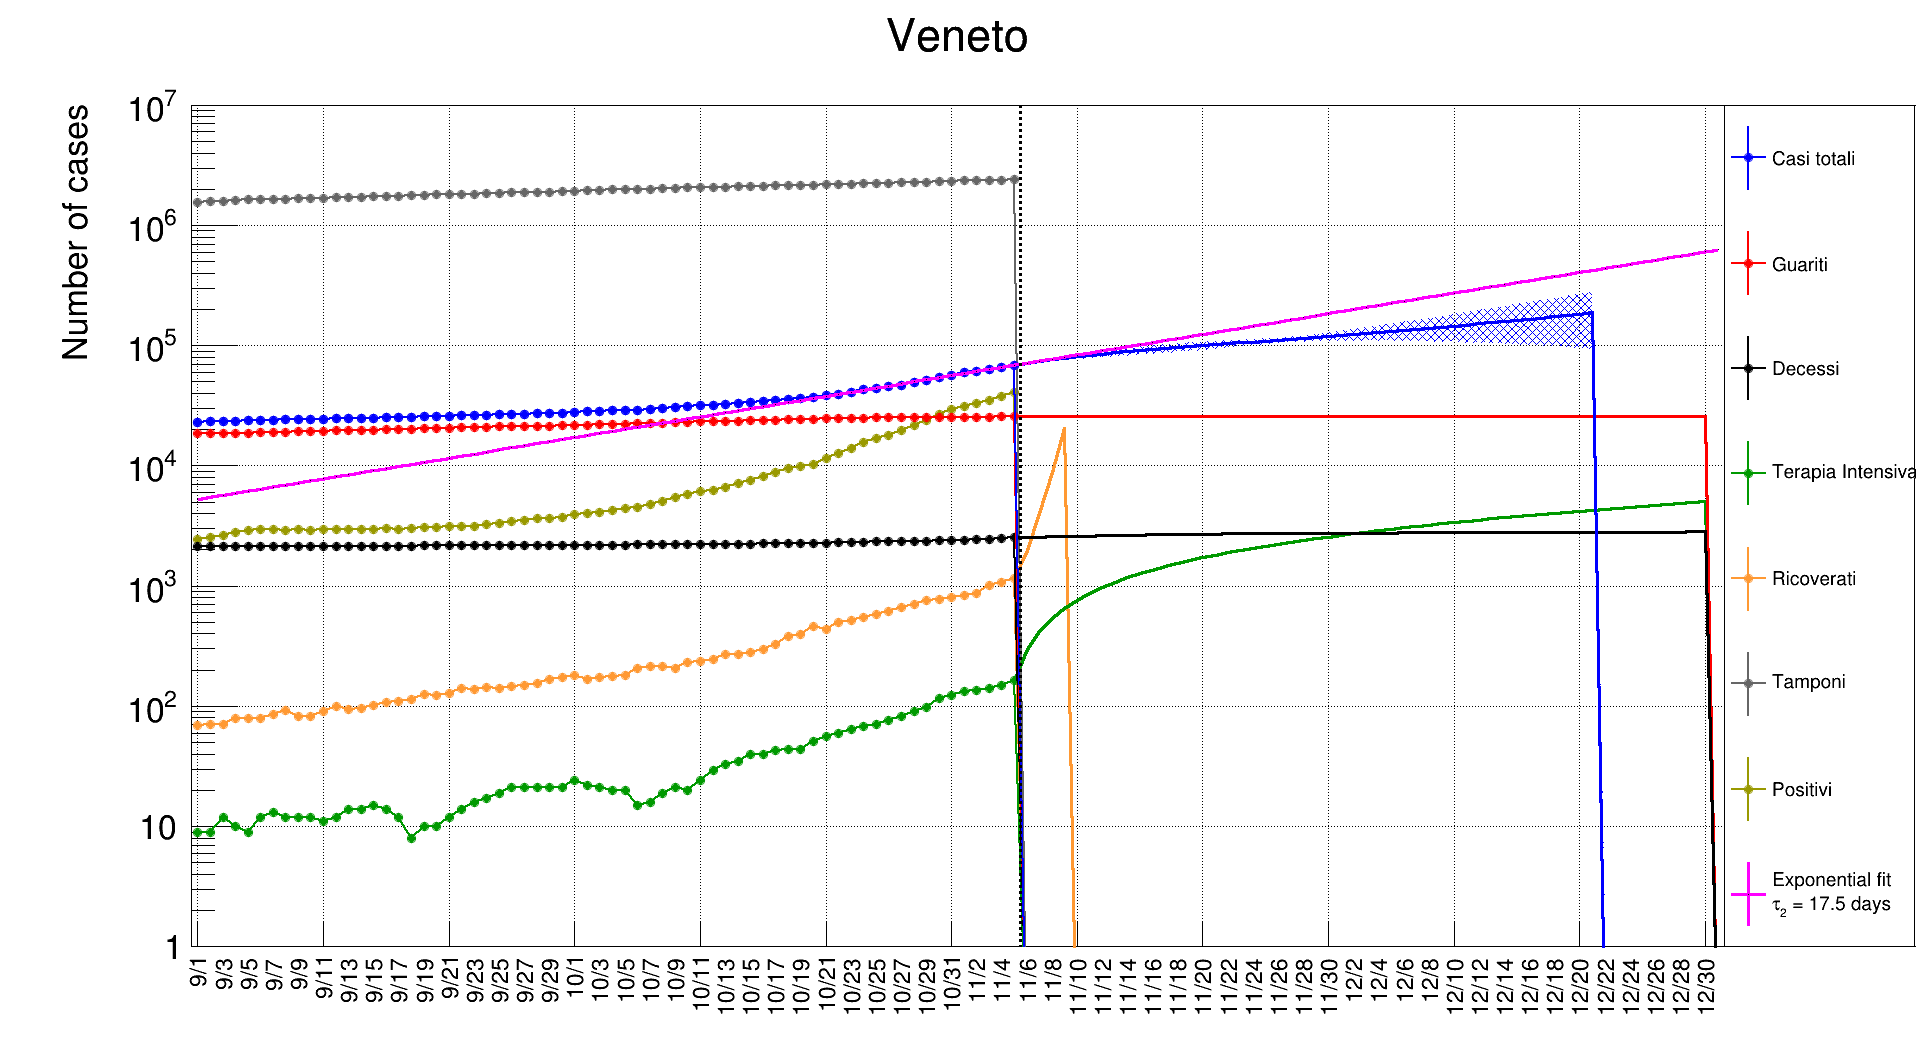 Veneto
Number of cases
10^7
10^6
10^5
10^4
10^3
10^2
10
1
9/1 9/3 9/5 9/7 9/9 9/11 9/13 9/15 9/17 9/19 9/21 9/23 9/25 9/27 9/29 10/1 10/3 10/5 10/7 10/9 10/11 10/13 10/15 10/17 10/19 10/21 10/23 10/25 10/27 10/29 10/31 11/2 11/4 11/6 11/8 11/10 11/12 11/14 11/16 11/18 11/20 11/22 11/24 11/26 11/28 11/30 12/2 12/4 12/6 12/8 12/10 12/12 12/14 12/16 12/18 12/20 12/22 12/24 12/26 12/28 12/30
Casi totali
Guariti
Decessi
Terapia Intensiva
Ricoverati
Tamponi
Positivi
Exponential fit
τ_2 = 17.5 days